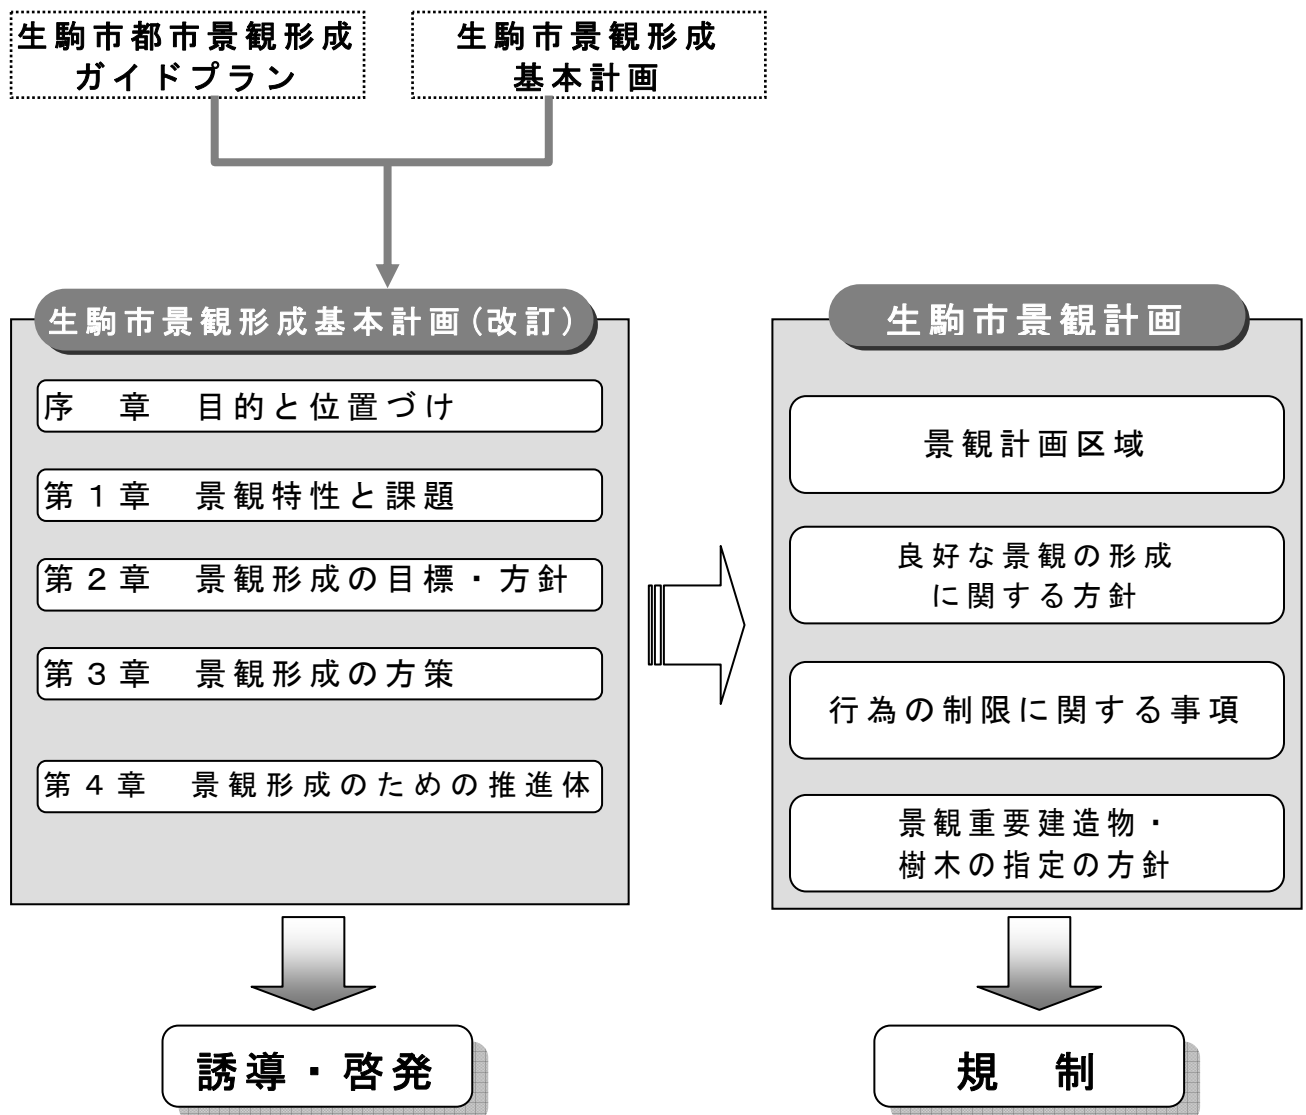 生駒市都市景観形成
ガイドプラン
生駒市景観形成
基本計画
生駒市景観形成基本計画(改訂)
序　章　目的と位置づけ
第１章　景観特性と課題
第２章　景観形成の目標・方針
第３章　景観形成の方策
第４章　景観形成のための推進体
誘導・啓発
生駒市景観計画
景観計画区域
良好な景観の形成
に関する方針
行為の制限に関する事項
景観重要建造物・
樹木の指定の方針
規　制